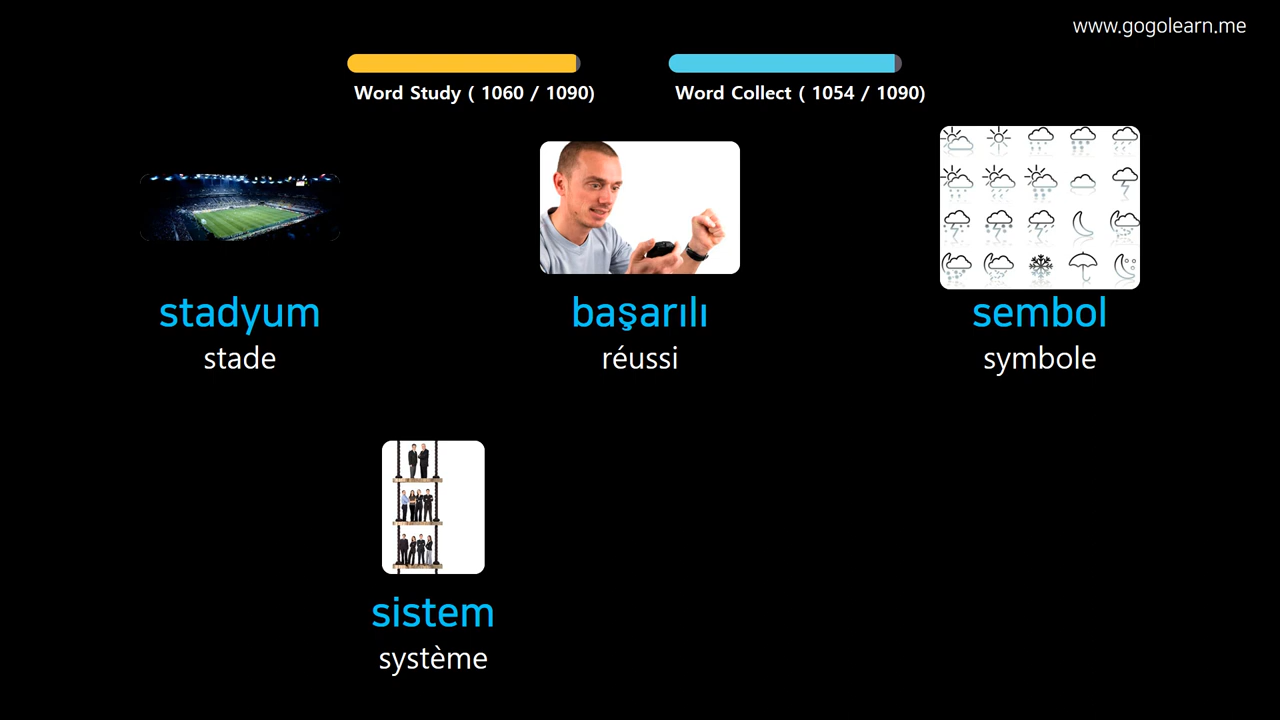 www.gogolearn.me
Word Study ( 1060 / 1090)
Word Collect ( 1054 / 1090)
stadyum
stade
başarılı
réussi
sembol
symbole
sistem
système